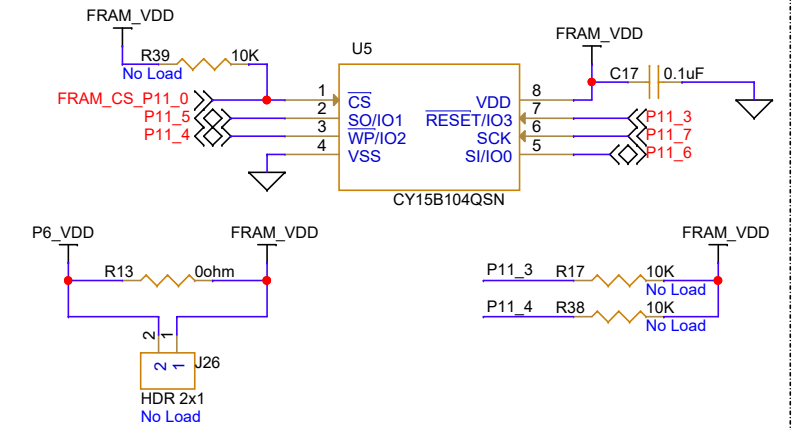 FRAM_VDD
R39
10K
No Load
FRAM_CS_P11_0
P11_5
P11_4
1
2
3
4
U5
CS
SO/IO1
WP/IO2
VSS
VDD
RESET/IO3
SCK
SI/IO0
8
7
6
5
CY15B104QSN
FRAM_VDD
C17
0.1uF
P11_3
P11_7
P11_6
P6_VDD
FRAM_VDD
R13
0ohm
2
1
2
1
J26
HDR 2x1
No Load
FRAM_VDD
P11_3
R17
10K
No Load
P11_4
R38
10K
No Load